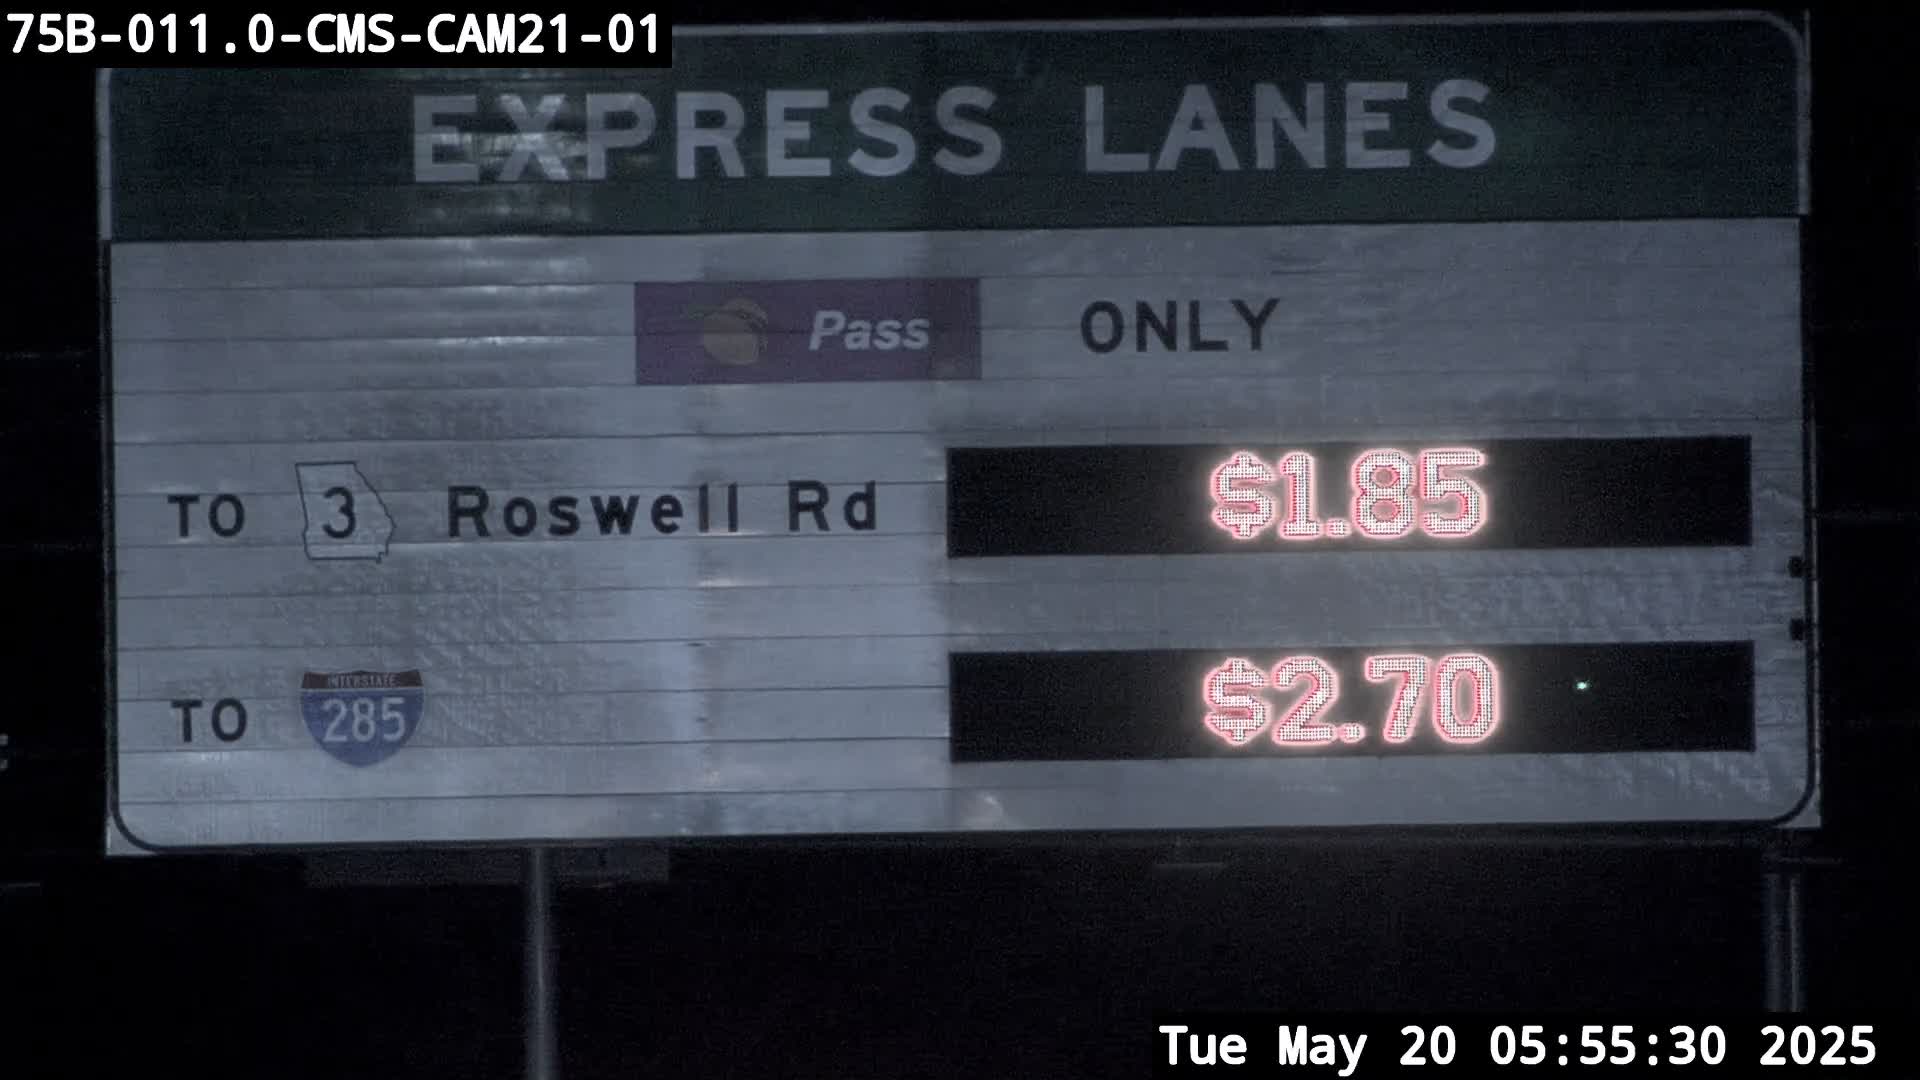 75B-011.0-CMS-CAM21-01
EXPRESS LANES
Pass ONLY
TO 3 Roswell Rd $1.85
TO INTERSTATE 285 $2.70
Tue May 20 05:55:30 2025